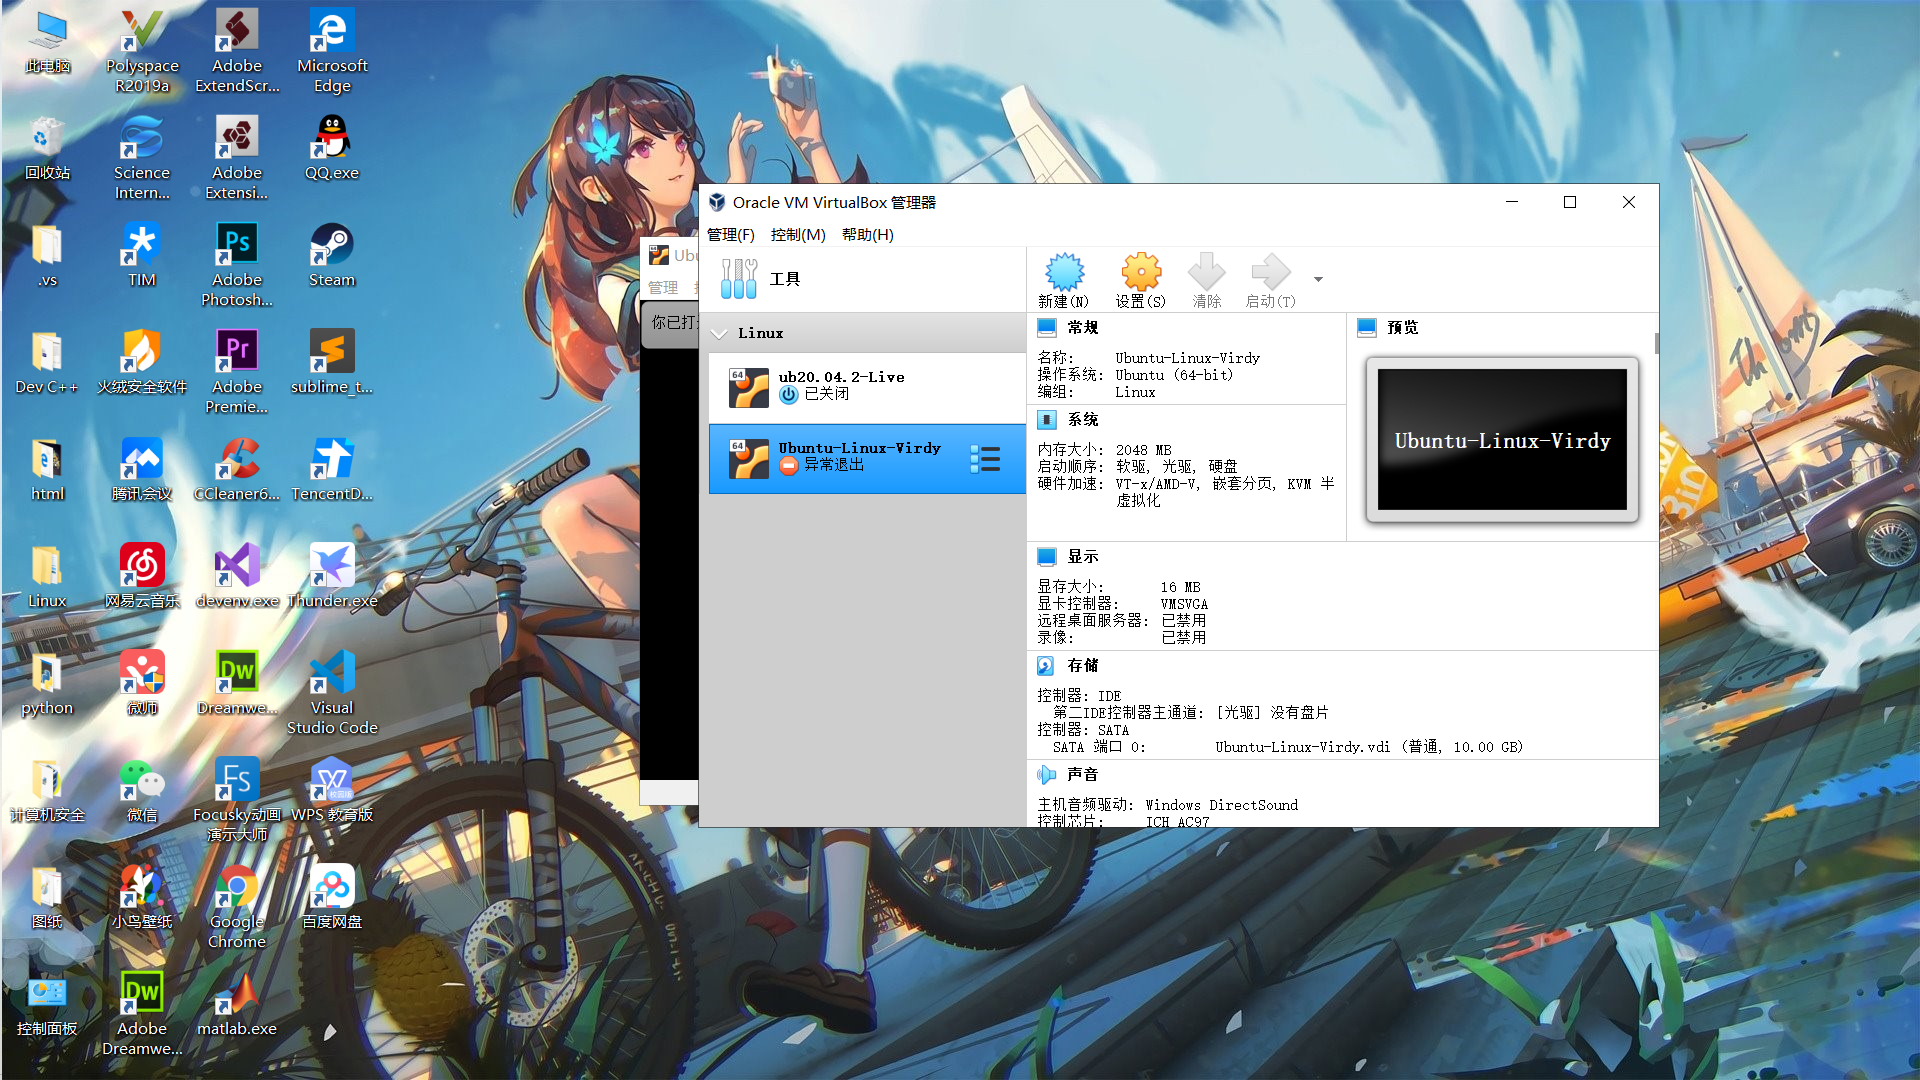 此电脑
Polyspace
R2019a
Adobe
ExtendScr...
Microsoft
Edge
回收站
Science
Intern...
Adobe
Extensi...
QQ.exe
.vs
TIM
Ps
Adobe
Photosh...
Steam
Dev C++
火绒安全软件
Pr
Adobe
Premie...
sublime_t...
html
腾讯会议
CCleaner6...
TencentD...
Linux
网易云音乐
devenv.exe
Thunder.exe
python
微师
Dw
Dreamwe...
Visual
Studio Code
计算机安全
微信
Fs
Focusky动画
演示大师
校园版
WPS 教育版
图纸
小鸟壁纸
Google
Chrome
百度网盘
控制面板
Dw
Adobe
Dreamwe...
matlab.exe
Ubu
管理
你已打
Oracle VM VirtualBox 管理器
管理(F) 控制(M) 帮助(H)
工具
新建(N) 设置(S) 清除 启动(T)
Linux
64
ub20.04.2-Live
已关闭
64
Ubuntu-Linux-Virdy
异常退出
常规
名称: Ubuntu-Linux-Virdy
操作系统: Ubuntu (64-bit)
编组: Linux
系统
内存大小: 2048 MB
启动顺序: 软驱, 光驱, 硬盘
硬件加速: VT-x/AMD-V, 嵌套分页, KVM 半
虚拟化
预览
Ubuntu-Linux-Virdy
显示
显存大小: 16 MB
显卡控制器: VMSVGA
远程桌面服务器: 已禁用
录像: 已禁用
存储
控制器: IDE
第二IDE控制器主通道: [光驱] 没有盘片
控制器: SATA
SATA 端口 0: Ubuntu-Linux-Virdy.vdi (普通, 10.00 GB)
声音
主机音频驱动: Windows DirectSound
控制芯片: ICH AC97